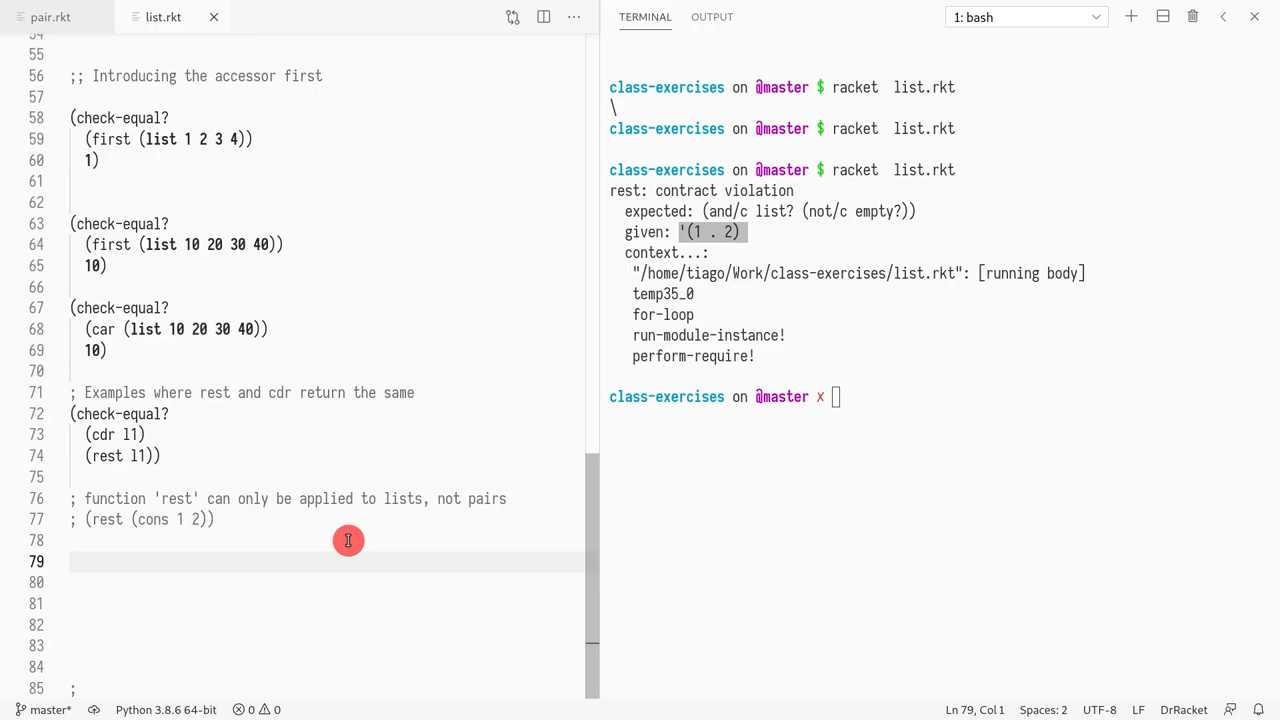 pair.rkt
list.rkt
TERMINAL
OUTPUT
1: bash
54
55
56 ;; Introducing the accessor first
57
58 (check-equal?
59 (first (list 1 2 3 4))
60 1)
61
62
63 (check-equal?
64 (first (list 10 20 30 40))
65 10)
66
67 (check-equal?
68 (car (list 10 20 30 40))
69 10)
70
71 ; Examples where rest and cdr return the same
72 (check-equal?
73 (cdr l1)
74 (rest l1))
75
76 ; function 'rest' can only be applied to lists, not pairs
77 ; (rest (cons 1 2))
78
79
80
81
82
83
84
85 ;
class-exercises on @master $ racket  list.rkt
\
class-exercises on @master $ racket  list.rkt
class-exercises on @master $ racket  list.rkt
rest: contract violation
expected: (and/c list? (not/c empty?))
given: '(1 . 2)
context...:
"/home/tiago/Work/class-exercises/list.rkt": [running body]
temp35_0
for-loop
run-module-instance!
perform-require!
class-exercises on @master x
master*
Python 3.8.6 64-bit
0
0
Ln 79, Col 1
Spaces: 2
UTF-8
LF
DrRacket